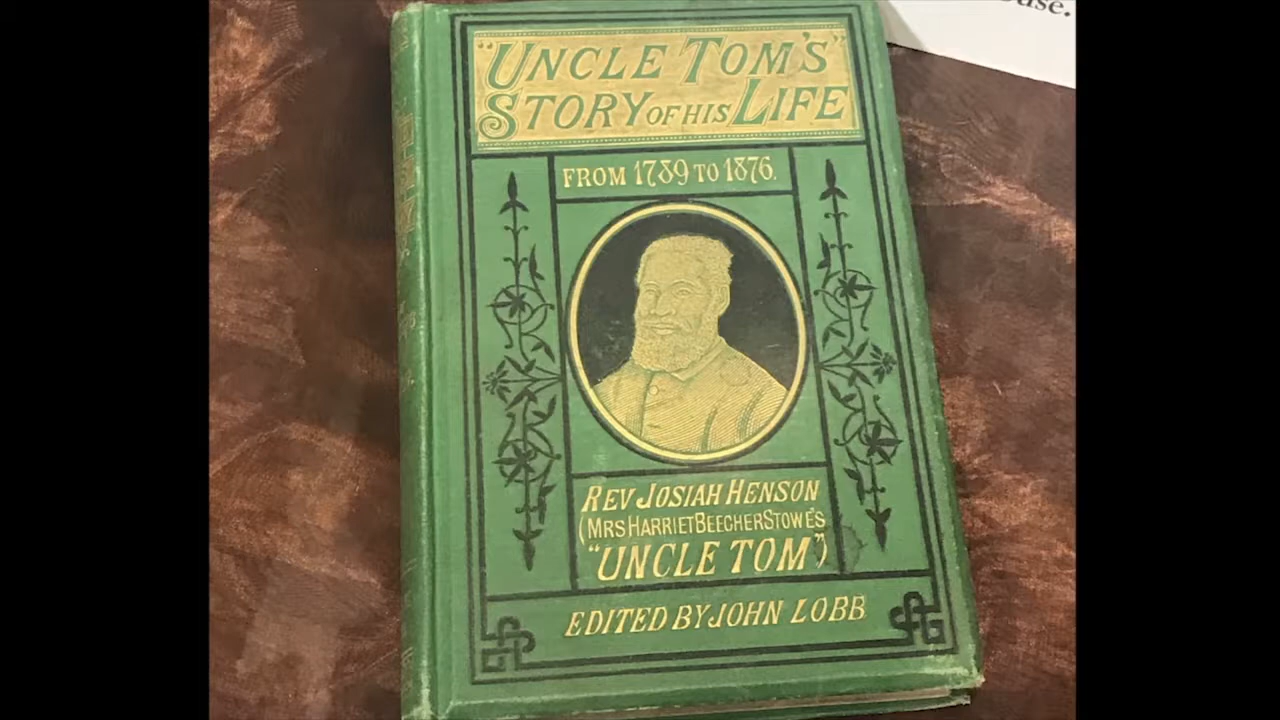 "UNCLE TOM'S"
STORY OF HIS LIFE
FROM 1789 TO 1876.
REV JOSIAH HENSON
(MRS HARRIET BEECHER STOWE'S
"UNCLE TOM")
EDITED BY JOHN LOBB